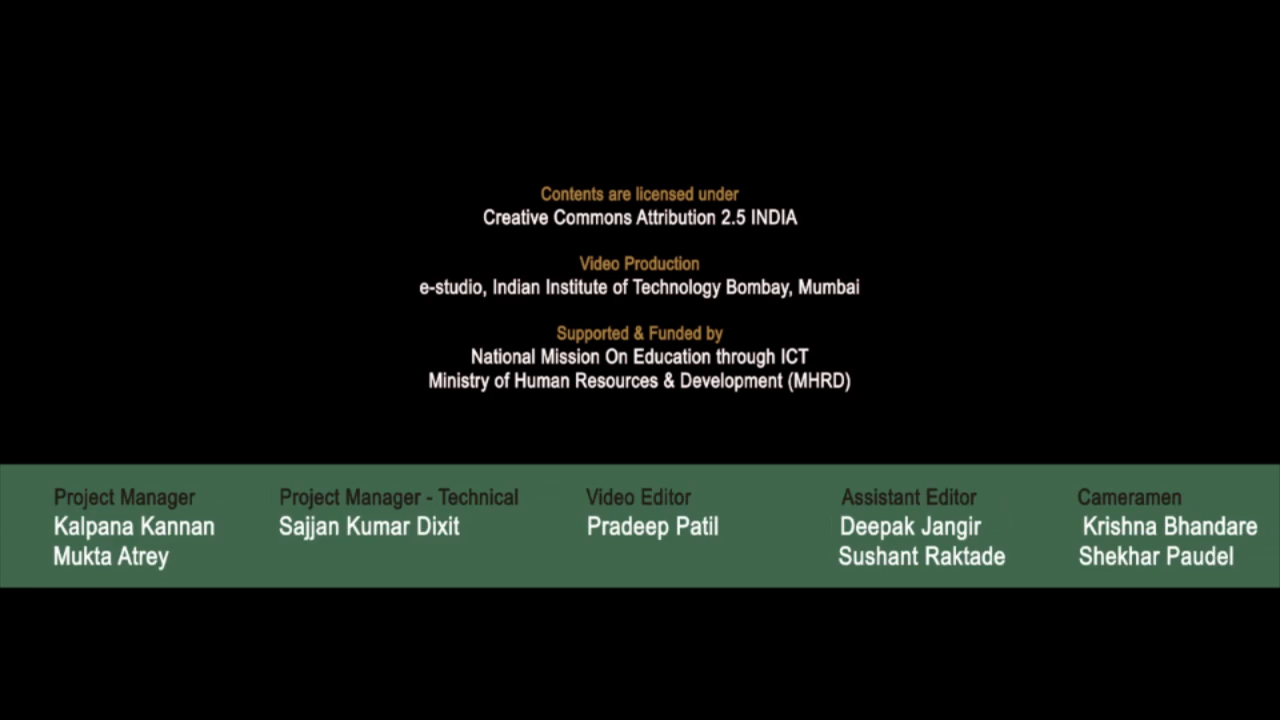 Contents are licensed under
Creative Commons Attribution 2.5 INDIA
Video Production
e-studio, Indian Institute of Technology Bombay, Mumbai
Supported & Funded by
National Mission On Education through ICT
Ministry of Human Resources & Development (MHRD)
Project Manager
Kalpana Kannan
Mukta Atrey
Project Manager - Technical
Sajjan Kumar Dixit
Video Editor
Pradeep Patil
Assistant Editor
Deepak Jangir
Sushant Raktade
Cameramen
Krishna Bhandare
Shekhar Paudel